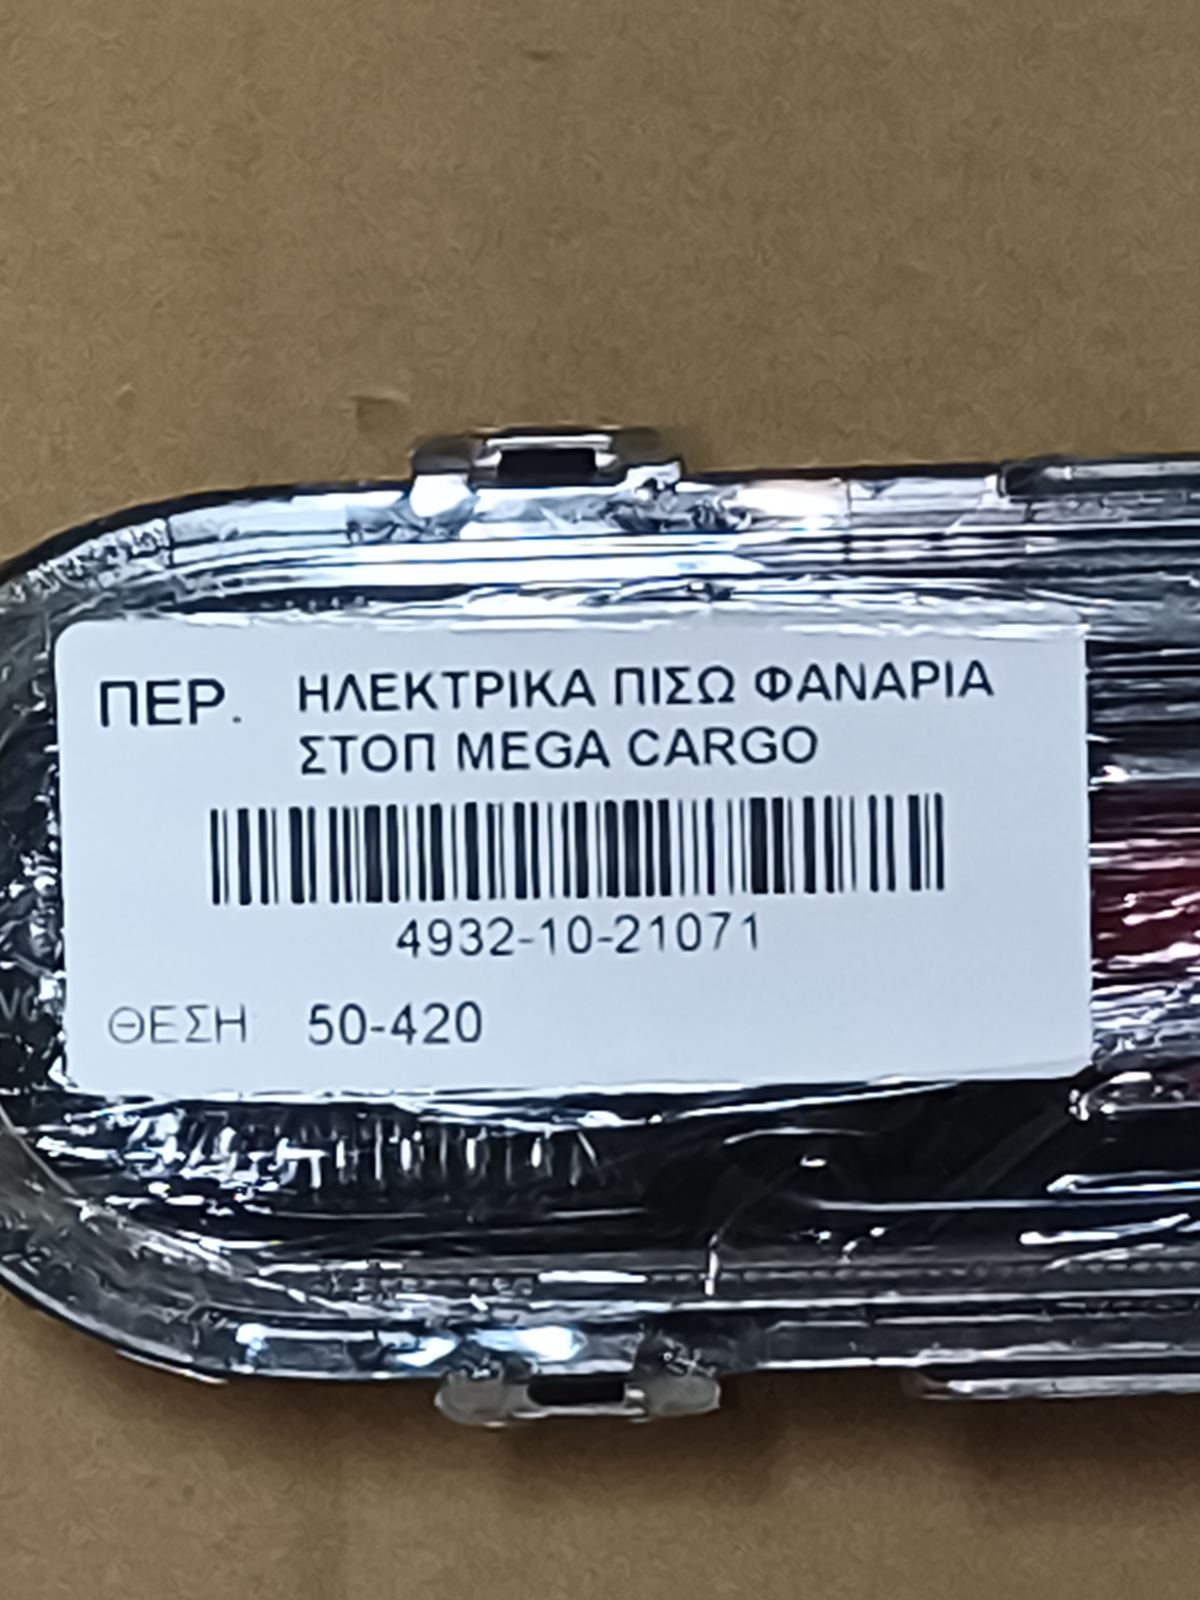 ΠΕΡ. ΗΛΕΚΤΡΙΚΑ ΠΙΣΩ ΦΑΝΑΡΙΑ
ΣΤΟΠ MEGA CARGO
4932-10-21071
ΘΕΣΗ: 50-420